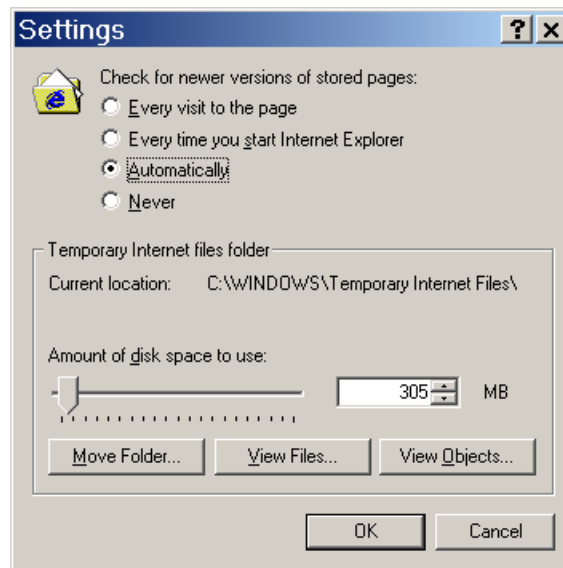 Settings
Check for newer versions of stored pages:
Every visit to the page
Every time you start Internet Explorer
Automatically
Never
Temporary Internet files folder
Current location: C:\WINDOWS\Temporary Internet Files\
Amount of disk space to use:
305 MB
Move Folder... View Files... View Objects...
OK Cancel